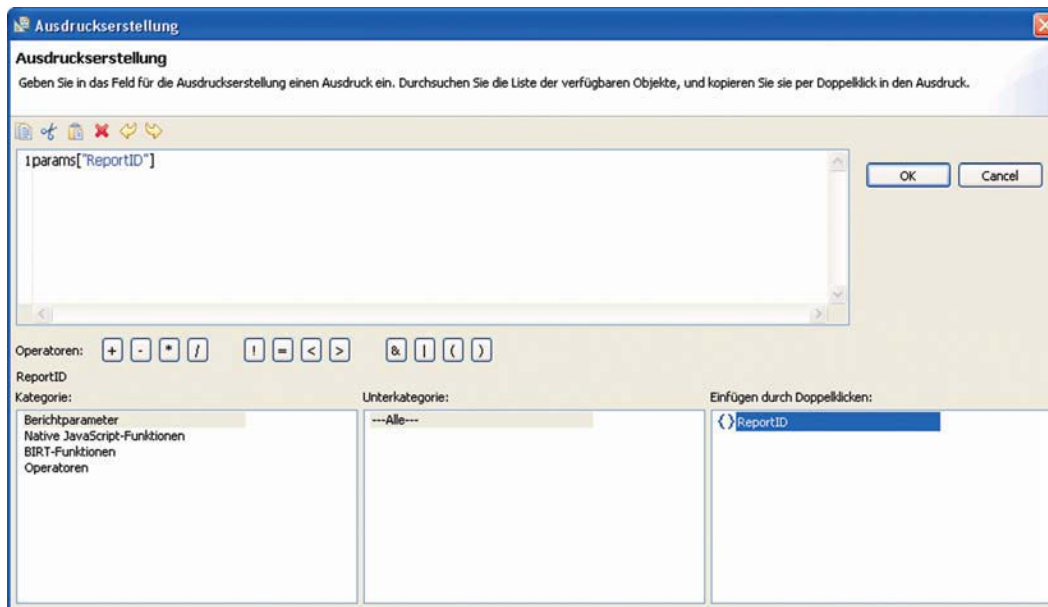 Ausdruckserstellung
Ausdruckserstellung
Geben Sie in das Feld für die Ausdruckserstellung einen Ausdruck ein. Durchsuchen Sie die Liste der verfügbaren Objekte, und kopieren Sie sie per Doppelklick in den Ausdruck.
1params["ReportID"]
OK Cancel
Operatoren: + - * / ! = < > & | ( )
ReportID
Kategorie: Unterkategorie: Einfügen durch Doppelklicken:
Berichtparameter ---Alle--- {}ReportID
Native JavaScript-Funktionen
BIRT-Funktionen
Operatoren